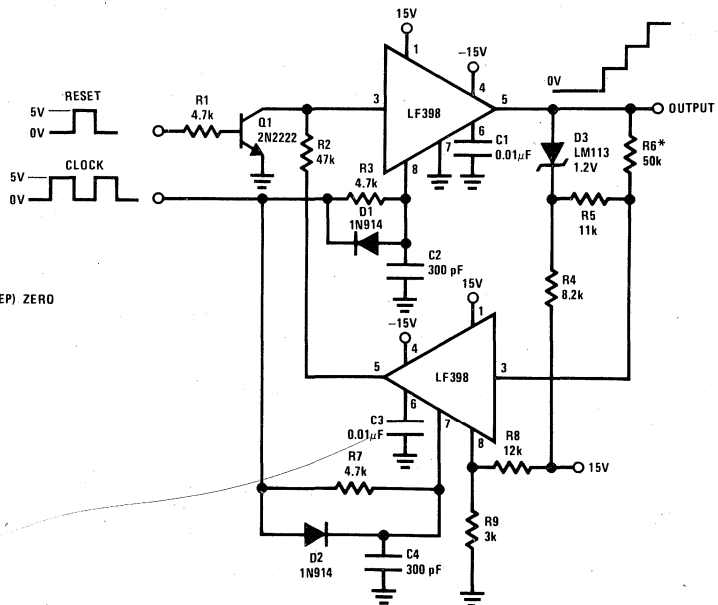 15V
-15V
0V
RESET
5V
0V
R1
4.7k
Q1
2N2222
R2
47k
3
1
4
LF398
5
OUTPUT
6
7
8
C1
0.01μF
D3
LM113
1.2V
R6*
50k
CLOCK
5V
0V
R3
4.7k
D1
1N914
R5
11k
C2
300 pF
R4
8.2k
EP) ZERO
15V
-15V
1
4
5
LF398
3
6
7
8
C3
0.01μF
R8
12k
15V
R7
4.7k
R9
3k
D2
1N914
C4
300 pF